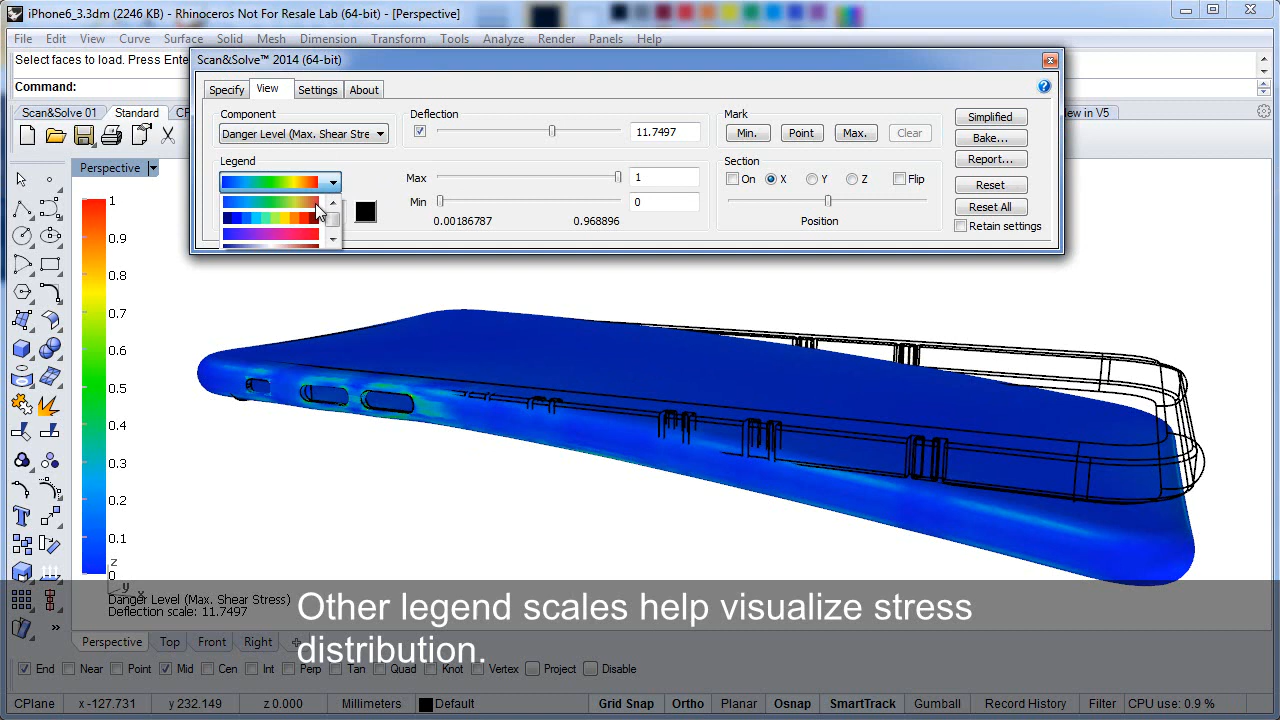 iPhone6_3.3dm (2246 KB) - Rhinoceros Not For Resale Lab (64-bit) - [Perspective]
File Edit View Curve Surface Solid Mesh Dimension Transform Tools Analyze Render Panels Help
Select faces to load. Press Ente
Command:
Scan&Solve™ 2014 (64-bit)
Specify View Settings About
Scan&Solve 01 Standard CP
ew in V5
Component
Danger Level (Max. Shear Stre
Deflection
11.7497
Mark
Min. Point Max. Clear
Simplified
Bake...
Report...
Reset
Reset All
Retain settings
Legend
Max 1
Min 0
0.00186787 0.968896
Section
On X Y Z Flip
Position
Perspective
1
0.9
0.8
0.7
0.6
0.5
0.4
0.3
0.2
0.1
0
z
y
Danger Level (Max. Shear Stress)
Deflection scale: 11.7497
Other legend scales help visualize stress
distribution.
Perspective Top Front Right
End Near Point Mid Cen Int Perp Tan Quad Knot Vertex Project Disable
CPlane x -127.731 y 232.149 z 0.000 Millimeters Default Grid Snap Ortho Planar Osnap SmartTrack Gumball Record History Filter CPU use: 0.9 %